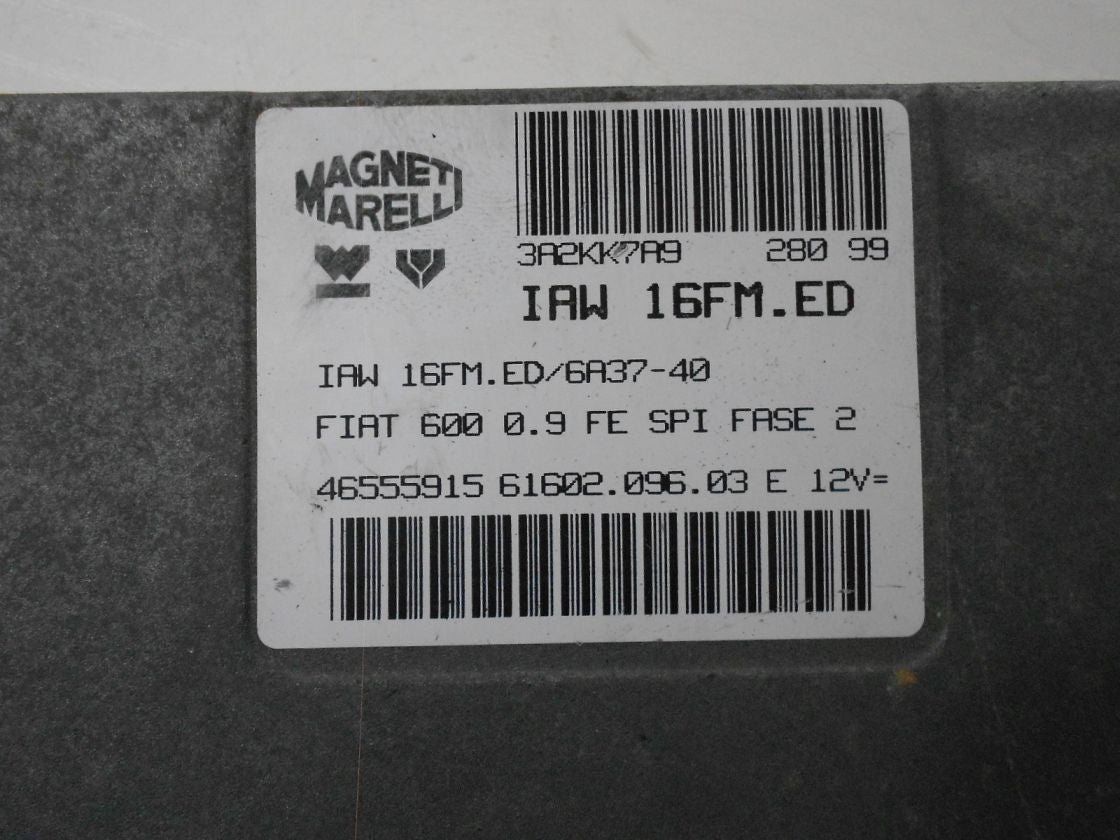 MAGNETI
MARELLI
3A2KK7A9 280 99
IAW 16FM.ED
IAW 16FM.ED/6A37-40
FIAT 600 0.9 FE SPI FASE 2
46555915 61602.096.03 E 12V=